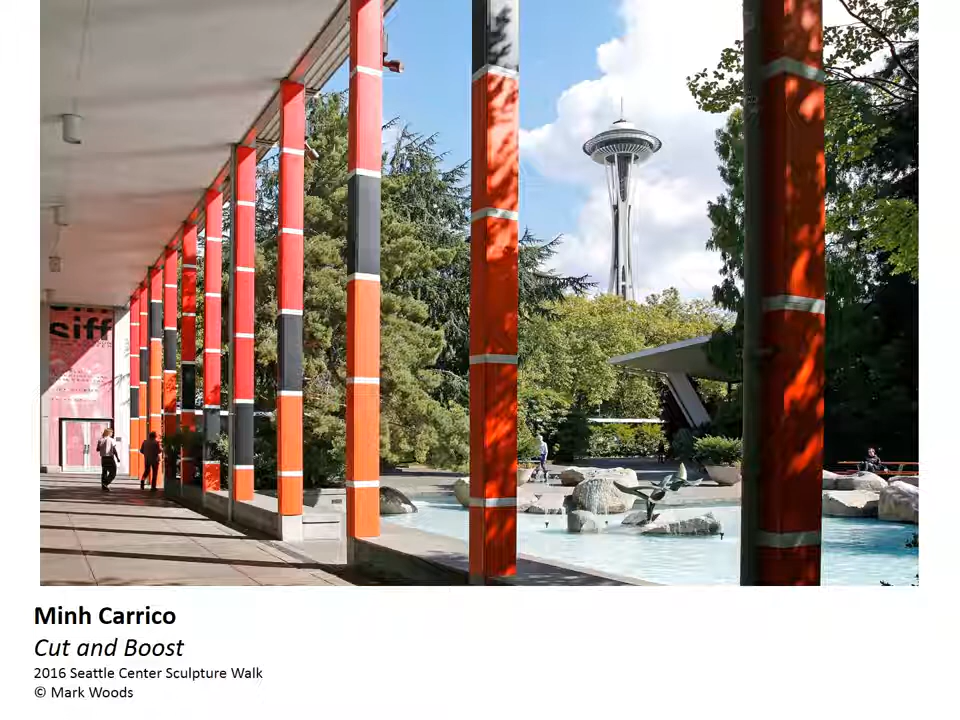 siff
Minh Carrico
Cut and Boost
2016 Seattle Center Sculpture Walk
© Mark Woods